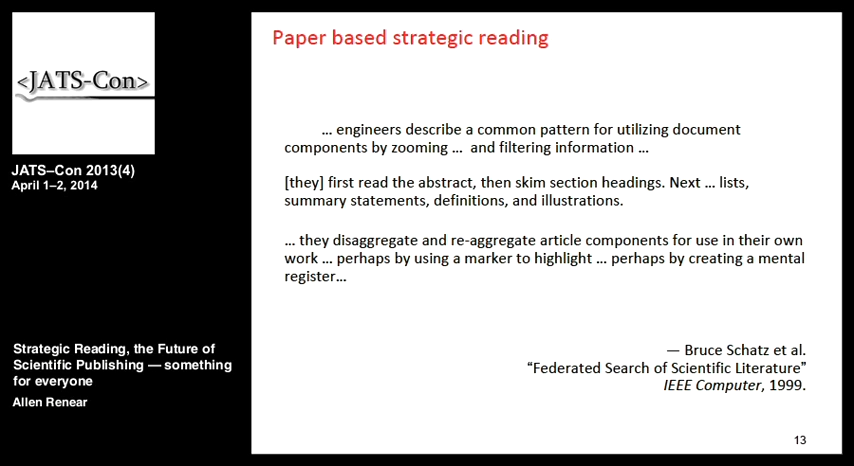 <JATS-Con>
JATS–Con 2013(4)
April 1–2, 2014
Strategic Reading, the Future of
Scientific Publishing — something
for everyone
Allen Renear
Paper based strategic reading
… engineers describe a common pattern for utilizing document
components by zooming … and filtering information …
[they] first read the abstract, then skim section headings. Next … lists,
summary statements, definitions, and illustrations.
… they disaggregate and re-aggregate article components for use in their own
work … perhaps by using a marker to highlight … perhaps by creating a mental
register…
— Bruce Schatz et al.
“Federated Search of Scientific Literature”
IEEE Computer, 1999.
13